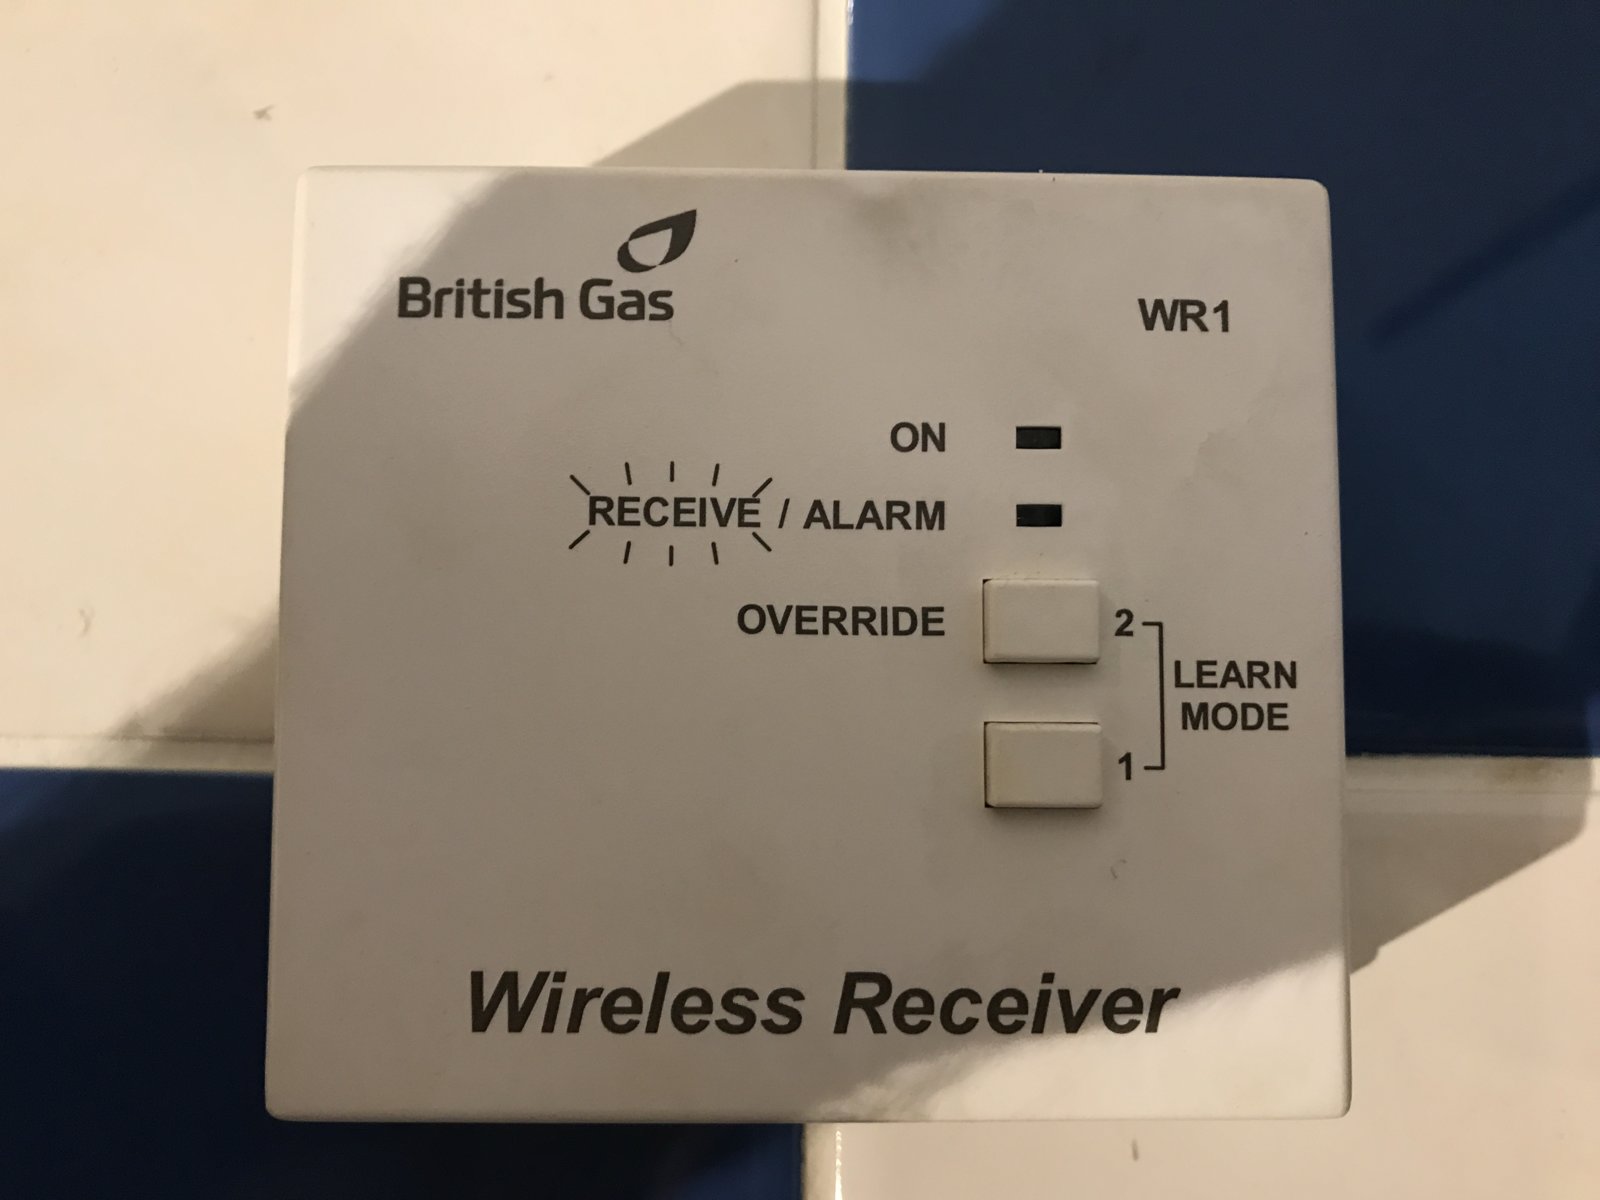 British Gas
WR1
ON
RECEIVE / ALARM
OVERRIDE
2
LEARN
MODE
1
Wireless Receiver